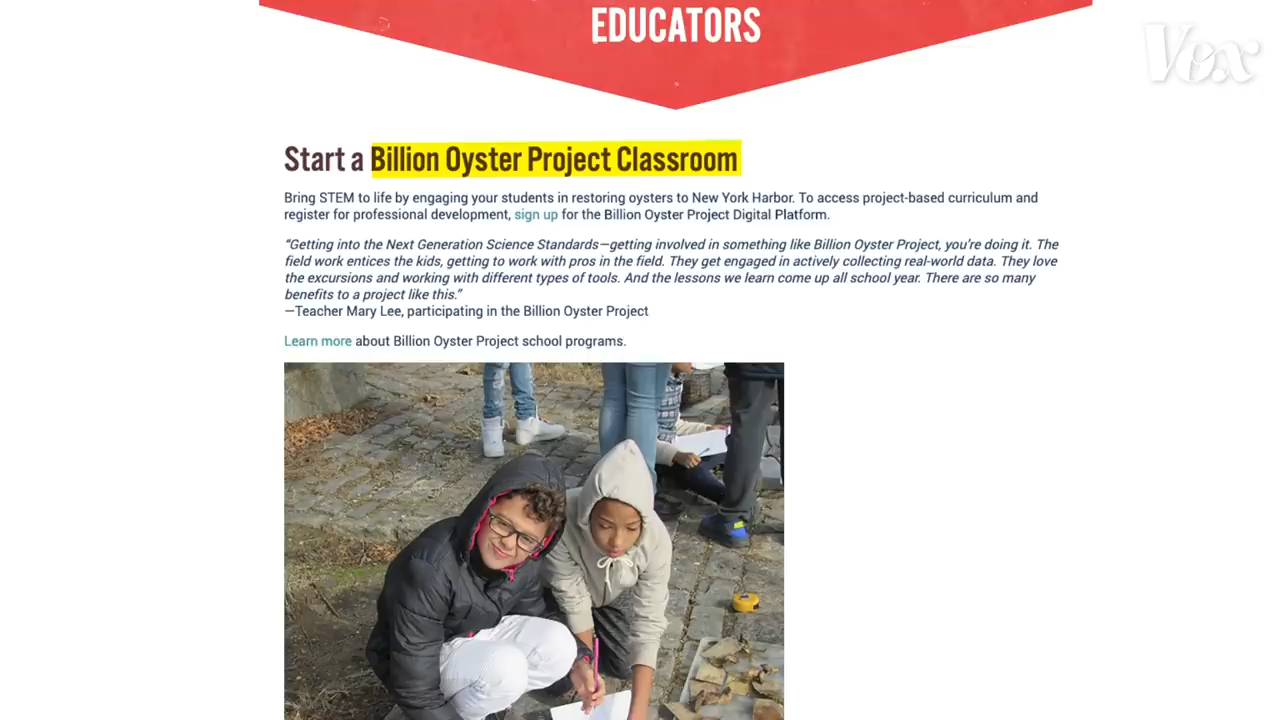 EDUCATORS
Vox
Start a Billion Oyster Project Classroom
Bring STEM to life by engaging your students in restoring oysters to New York Harbor. To access project-based curriculum and
register for professional development, sign up for the Billion Oyster Project Digital Platform.
“Getting into the Next Generation Science Standards—getting involved in something like Billion Oyster Project, you’re doing it. The
field work entices the kids, getting to work with pros in the field. They get engaged in actively collecting real-world data. They love
the excursions and working with different types of tools. And the lessons we learn come up all school year. There are so many
benefits to a project like this.”
—Teacher Mary Lee, participating in the Billion Oyster Project
Learn more about Billion Oyster Project school programs.